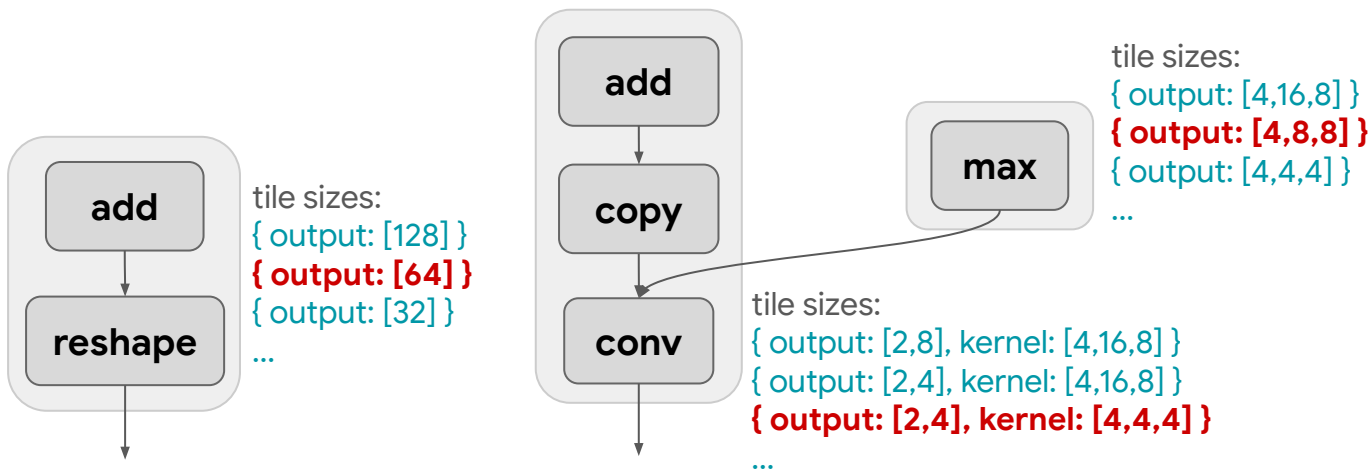 add
reshape
tile sizes:
{ output: [128] }
{ output: [64] }
{ output: [32] }
...
add
copy
conv
max
tile sizes:
{ output: [4,16,8] }
{ output: [4,8,8] }
{ output: [4,4,4] }
...
tile sizes:
{ output: [2,8], kernel: [4,16,8] }
{ output: [2,4], kernel: [4,16,8] }
{ output: [2,4], kernel: [4,4,4] }
...